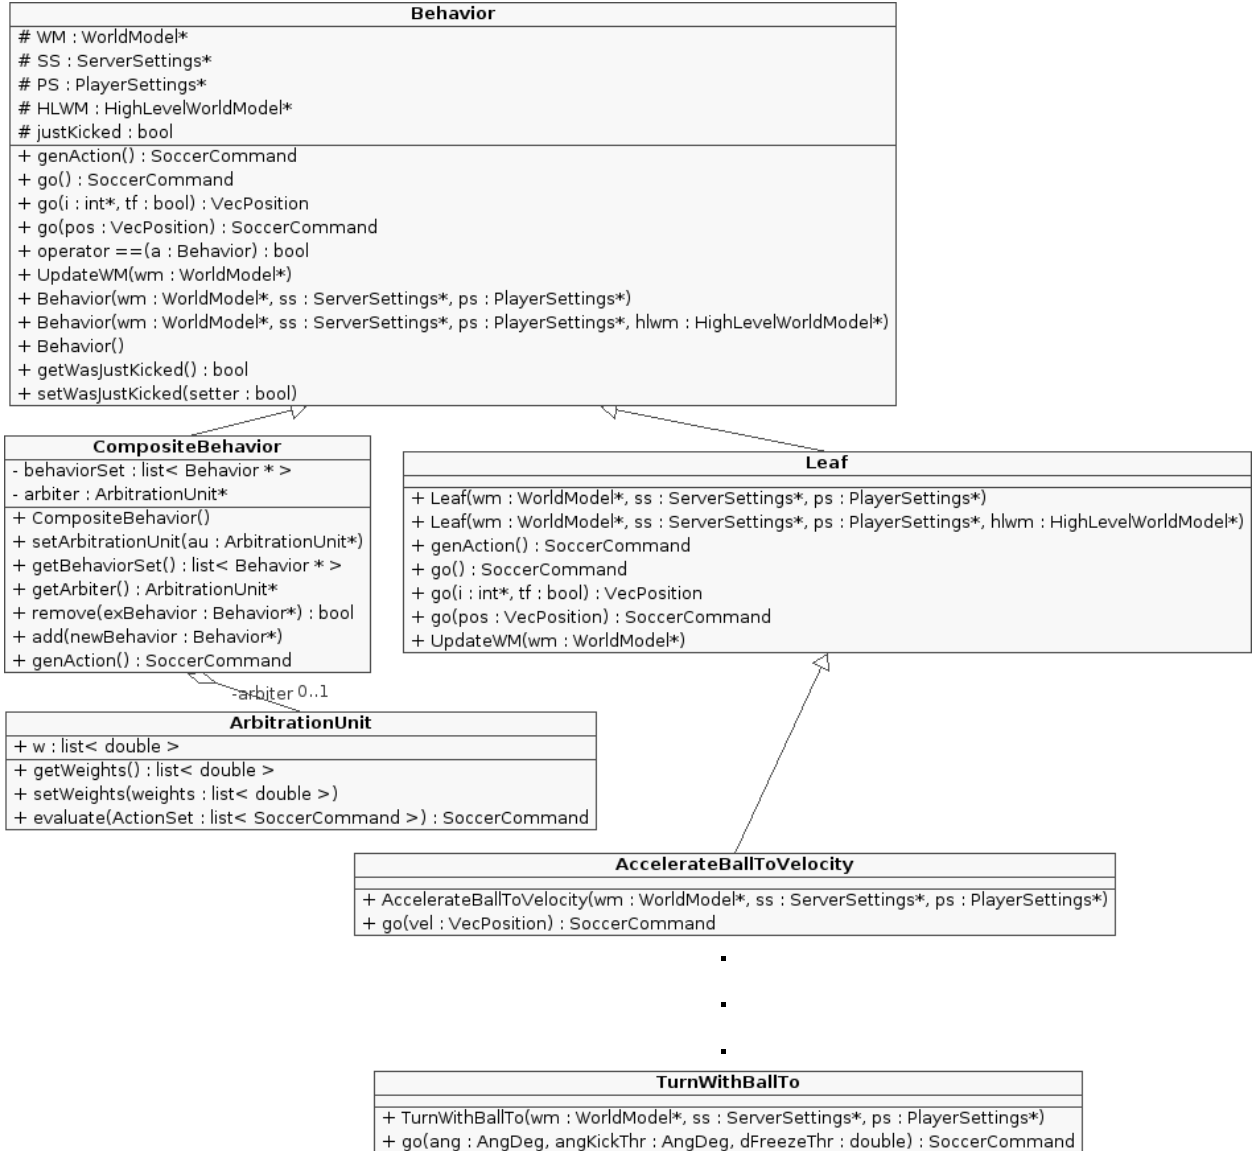 Behavior
# WM : WorldModel*
# SS : ServerSettings*
# PS : PlayerSettings*
# HLWM : HighLevelWorldModel*
# justKicked : bool
+ genAction() : SoccerCommand
+ go() : SoccerCommand
+ go(i : int*, tf : bool) : VecPosition
+ go(pos : VecPosition) : SoccerCommand
+ operator ==(a : Behavior) : bool
+ UpdateWM(wm : WorldModel*)
+ Behavior(wm : WorldModel*, ss : ServerSettings*, ps : PlayerSettings*)
+ Behavior(wm : WorldModel*, ss : ServerSettings*, ps : PlayerSettings*, hlwm : HighLevelWorldModel*)
+ Behavior()
+ getWasJustKicked() : bool
+ setWasJustKicked(setter : bool)
CompositeBehavior
- behaviorSet : list< Behavior * >
- arbiter : ArbitrationUnit*
+ CompositeBehavior()
+ setArbitrationUnit(au : ArbitrationUnit*)
+ getBehaviorSet() : list< Behavior * >
+ getArbiter() : ArbitrationUnit*
+ remove(exBehavior : Behavior*) : bool
+ add(newBehavior : Behavior*)
+ genAction() : SoccerCommand
Leaf
+ Leaf(wm : WorldModel*, ss : ServerSettings*, ps : PlayerSettings*)
+ Leaf(wm : WorldModel*, ss : ServerSettings*, ps : PlayerSettings*, hlwm : HighLevelWorldModel*)
+ genAction() : SoccerCommand
+ go() : SoccerCommand
+ go(i : int*, tf : bool) : VecPosition
+ go(pos : VecPosition) : SoccerCommand
+ UpdateWM(wm : WorldModel*)
-arbiter 0..1
ArbitrationUnit
+ w : list< double >
+ getWeights() : list< double >
+ setWeights(weights : list< double >)
+ evaluate(ActionSet : list< SoccerCommand >) : SoccerCommand
AccelerateBallToVelocity
+ AccelerateBallToVelocity(wm : WorldModel*, ss : ServerSettings*, ps : PlayerSettings*)
+ go(vel : VecPosition) : SoccerCommand
.
.
.
TurnWithBallTo
+ TurnWithBallTo(wm : WorldModel*, ss : ServerSettings*, ps : PlayerSettings*)
+ go(ang : AngDeg, angKickThr : AngDeg, dFreezeThr : double) : SoccerCommand